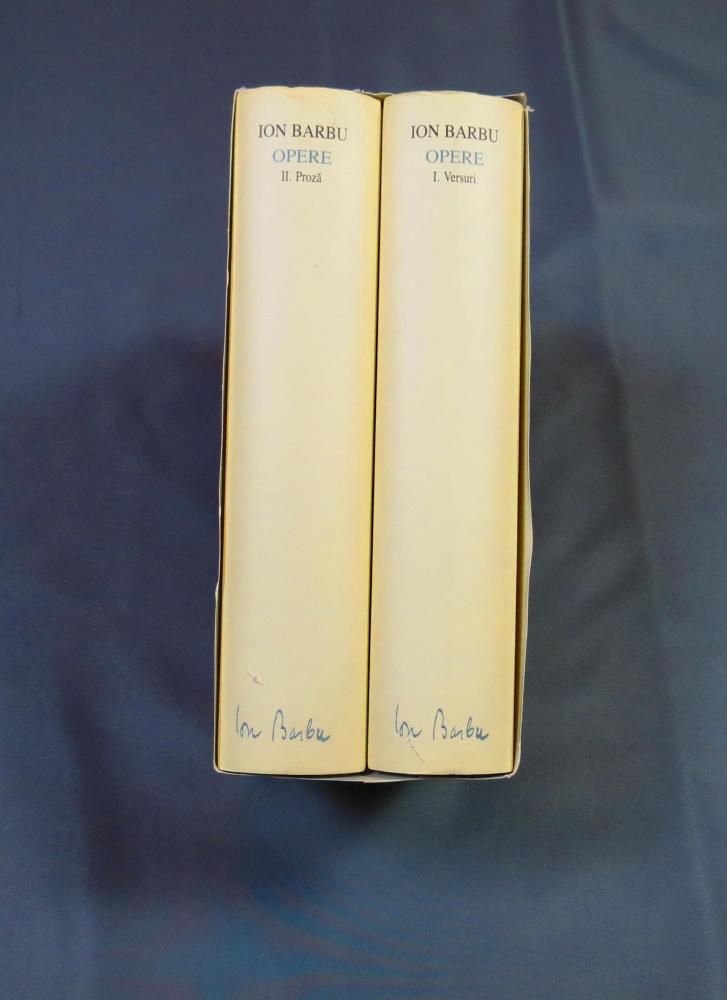 ION BARBU
OPERE
II. Proză
Ion Barbu
ION BARBU
OPERE
I. Versuri
Ion Barbu